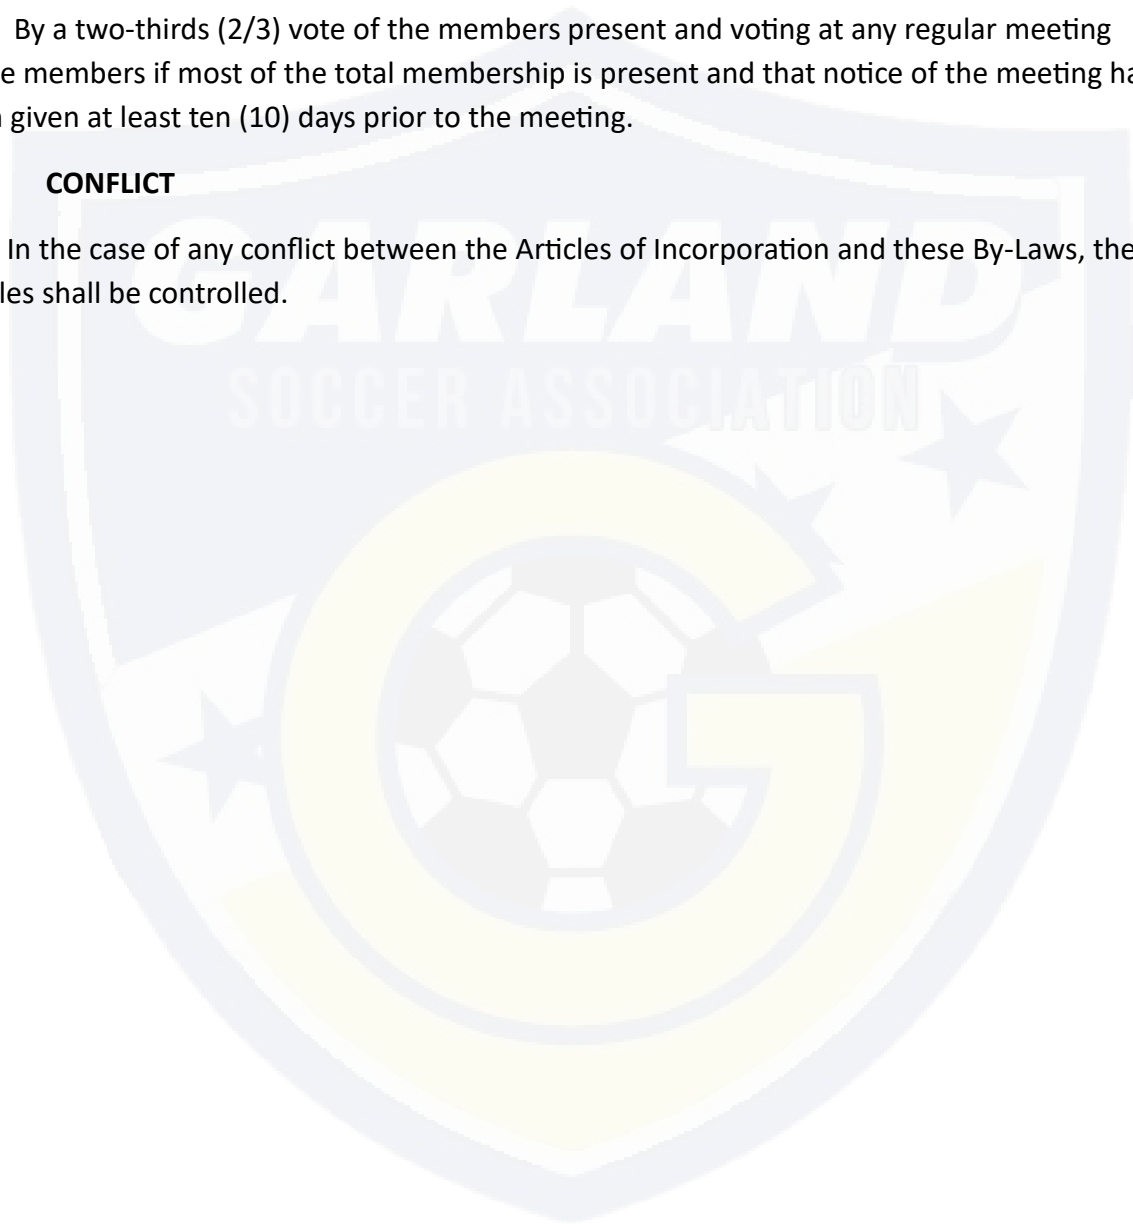 By a two-thirds (2/3) vote of the members present and voting at any regular meeting
e members if most of the total membership is present and that notice of the meeting ha
given at least ten (10) days prior to the meeting.
CONFLICT
In the case of any conflict between the Articles of Incorporation and these By-Laws, the
les shall be controlled.
GARLAND
SOCCER ASSOCIATION
G